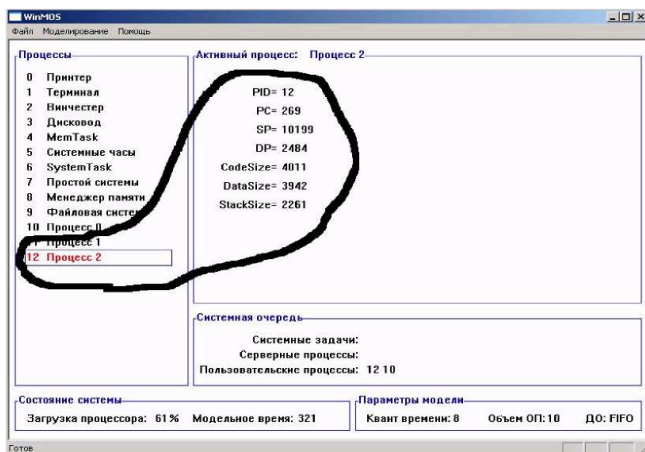 WinMOS
Файл Моделирование Помощь
Процессы
0 Принтер
1 Терминал
2 Винчестер
3 Дисковод
4 MemTask
5 Системные часы
6 SystemTask
7 Простой системы
8 Менеджер памяти
9 Файловая систем
10 Процесс 0
11 Процесс 1
12 Процесс 2
Активный процесс: Процесс 2
PID= 12
PC= 269
SP= 10199
DP= 2484
CodeSize= 4011
DataSize= 3942
StackSize= 2261
Системная очередь
Системные задачи:
Серверные процессы:
Пользовательские процессы: 12 10
Состояние системы
Загрузка процессора: 61% Модельное время: 321
Параметры модели
Квант времени: 8 Объем ОП: 10 ДО: FIFO
Готов